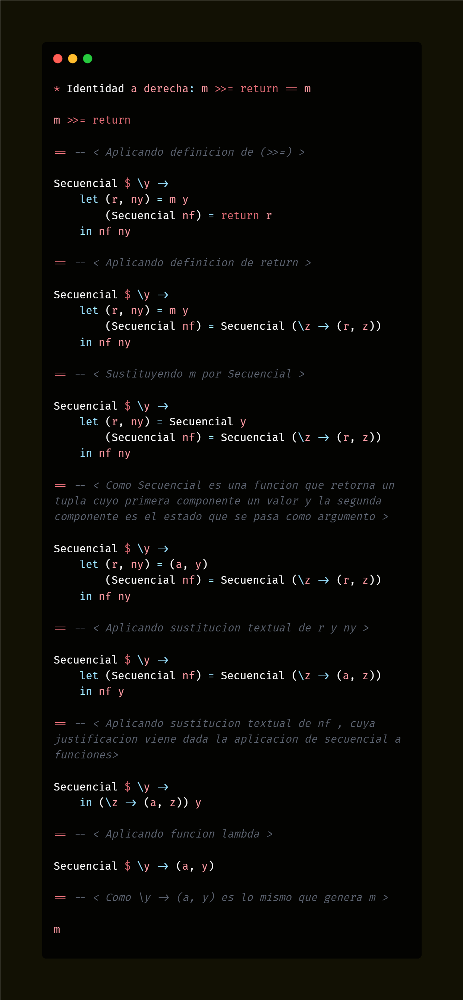 * Identidad a derecha: m >>= return == m
m >>= return
== -- < Aplicando definicion de (>>=) >
Secuencial $ \y ->
let (r, ny) = m y
(Secuencial nf) = return r
in nf ny
== -- < Aplicando definicion de return >
Secuencial $ \y ->
let (r, ny) = m y
(Secuencial nf) = Secuencial (\z -> (r, z))
in nf ny
== -- < Sustituyendo m por Secuencial >
Secuencial $ \y ->
let (r, ny) = Secuencial y
(Secuencial nf) = Secuencial (\z -> (r, z))
in nf ny
== -- < Como Secuencial es una funcion que retorna un
tupla cuyo primera componente un valor y la segunda
componente es el estado que se pasa como argumento >
Secuencial $ \y ->
let (r, ny) = (a, y)
(Secuencial nf) = Secuencial (\z -> (r, z))
in nf ny
== -- < Aplicando sustitucion textual de r y ny >
Secuencial $ \y ->
let (Secuencial nf) = Secuencial (\z -> (a, z))
in nf y
== -- < Aplicando sustitucion textual de nf , cuya
justificacion viene dada la aplicacion de secuencial a
funciones>
Secuencial $ \y ->
in (\z -> (a, z)) y
== -- < Aplicando funcion lambda >
Secuencial $ \y -> (a, y)
== -- < Como \y -> (a, y) es lo mismo que genera m >
m